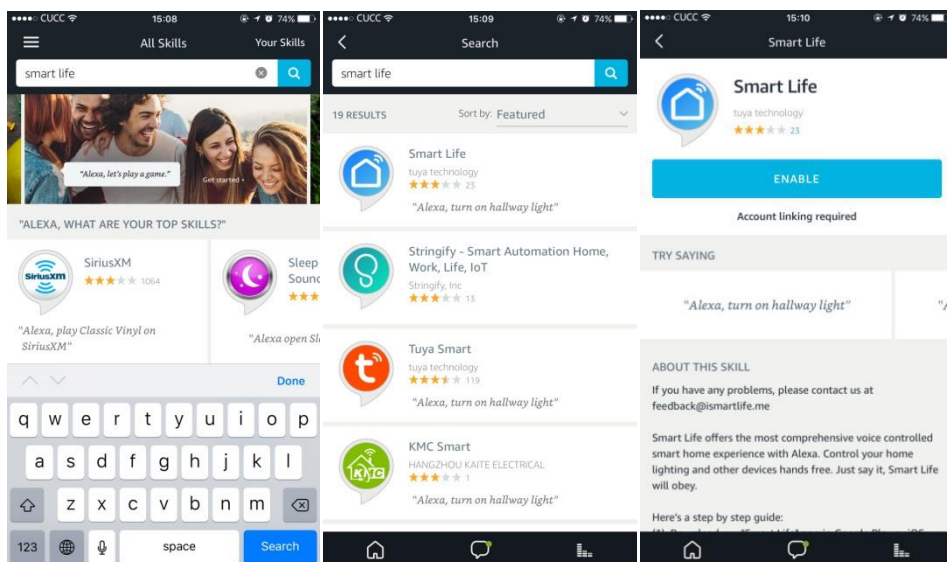 ●●●●○ CUCC 15:08 74%
All Skills Your Skills
smart life
"Alexa, let's play a game."
Get started ›
"ALEXA, WHAT ARE YOUR TOP SKILLS?"
SiriusXM
SiriusXM
1064
"Alexa, play Classic Vinyl on
SiriusXM"
Sleep
Sound
"Alexa open Sl
Done
q w e r t y u i o p
a s d f g h j k l
z x c v b n m
123 space Search
●●●●○ CUCC 15:09 74%
Search
smart life
19 RESULTS Sort by: Featured
Smart Life
tuya technology
23
"Alexa, turn on hallway light"
Stringify - Smart Automation Home,
Work, Life, IoT
Stringify, Inc
13
Tuya Smart
tuya technology
119
"Alexa, turn on hallway light"
KMC
KMC Smart
HANGZHOU KAITE ELECTRICAL
1
"Alexa, turn on hallway light"
●●●●○ CUCC 15:10 74%
Smart Life
Smart Life
tuya technology
23
ENABLE
Account linking required
TRY SAYING
"Alexa, turn on hallway light"
ABOUT THIS SKILL
If you have any problems, please contact us at
feedback@ismartlife.me
Smart Life offers the most comprehensive voice controlled
smart home experience with Alexa. Control your home
lighting and other devices hands free. Just say it, Smart Life
will obey.
Here's a step by step guide: